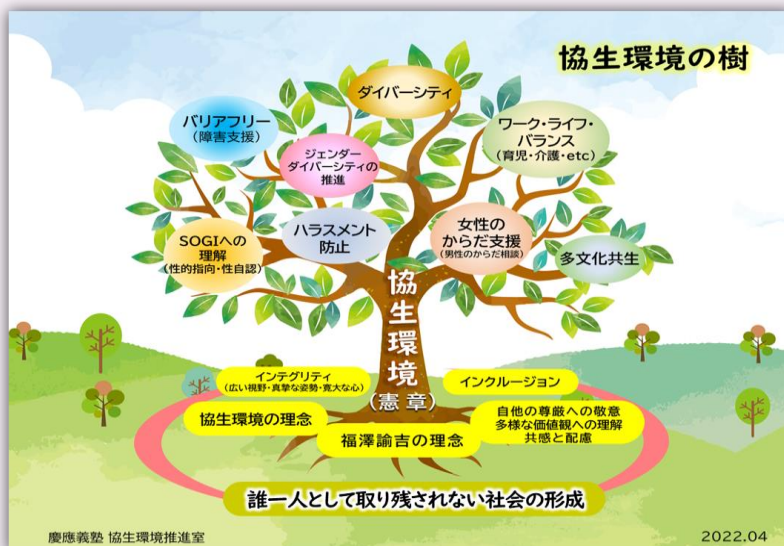 協生環境の樹
ダイバーシティ
バリアフリー
(障害支援)
ワーク・ライフ・
バランス
(育児・介護・etc)
ジェンダー
ダイバーシティの
推進
SOGIへの
理解
(性的指向・性自認)
ハラスメント
防止
女性の
からだ支援
(男性のからだ相談)
多文化共生
協生環境
(憲章)
インテグリティ
(広い視野・真摯な姿勢・寛大な心)
インクルージョン
協生環境の理念
福澤諭吉の理念
自他の尊厳への敬意
多様な価値観への理解
共感と配慮
誰一人として取り残されない社会の形成
慶應義塾 協生環境推進室
2022.04